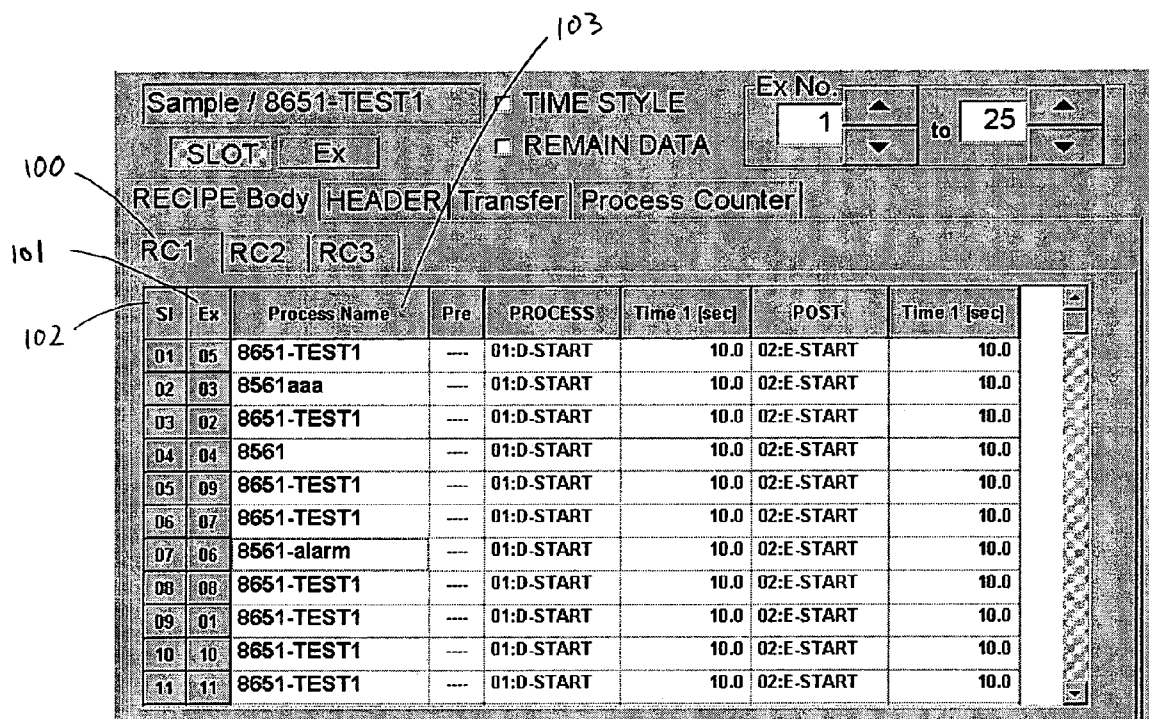 103
Sample / 8651-TEST1
TIME STYLE
Ex No.
1 to 25
SLOT Ex
REMAIN DATA
100
RECIPE Body HEADER Transfer Process Counter
101
RC1 RC2 RC3
102
Sl Ex Process Name Pre PROCESS Time 1 [sec] POST Time 1 [sec]
01 05 8651-TEST1 ---- 01:D-START 10.0 02:E-START 10.0
02 03 8561aaa ---- 01:D-START 10.0 02:E-START 10.0
03 02 8651-TEST1 ---- 01:D-START 10.0 02:E-START 10.0
04 04 8561 ---- 01:D-START 10.0 02:E-START 10.0
05 09 8651-TEST1 ---- 01:D-START 10.0 02:E-START 10.0
06 07 8651-TEST1 ---- 01:D-START 10.0 02:E-START 10.0
07 06 8561-alarm ---- 01:D-START 10.0 02:E-START 10.0
08 08 8651-TEST1 ---- 01:D-START 10.0 02:E-START 10.0
09 01 8651-TEST1 ---- 01:D-START 10.0 02:E-START 10.0
10 10 8651-TEST1 ---- 01:D-START 10.0 02:E-START 10.0
11 11 8651-TEST1 ---- 01:D-START 10.0 02:E-START 10.0